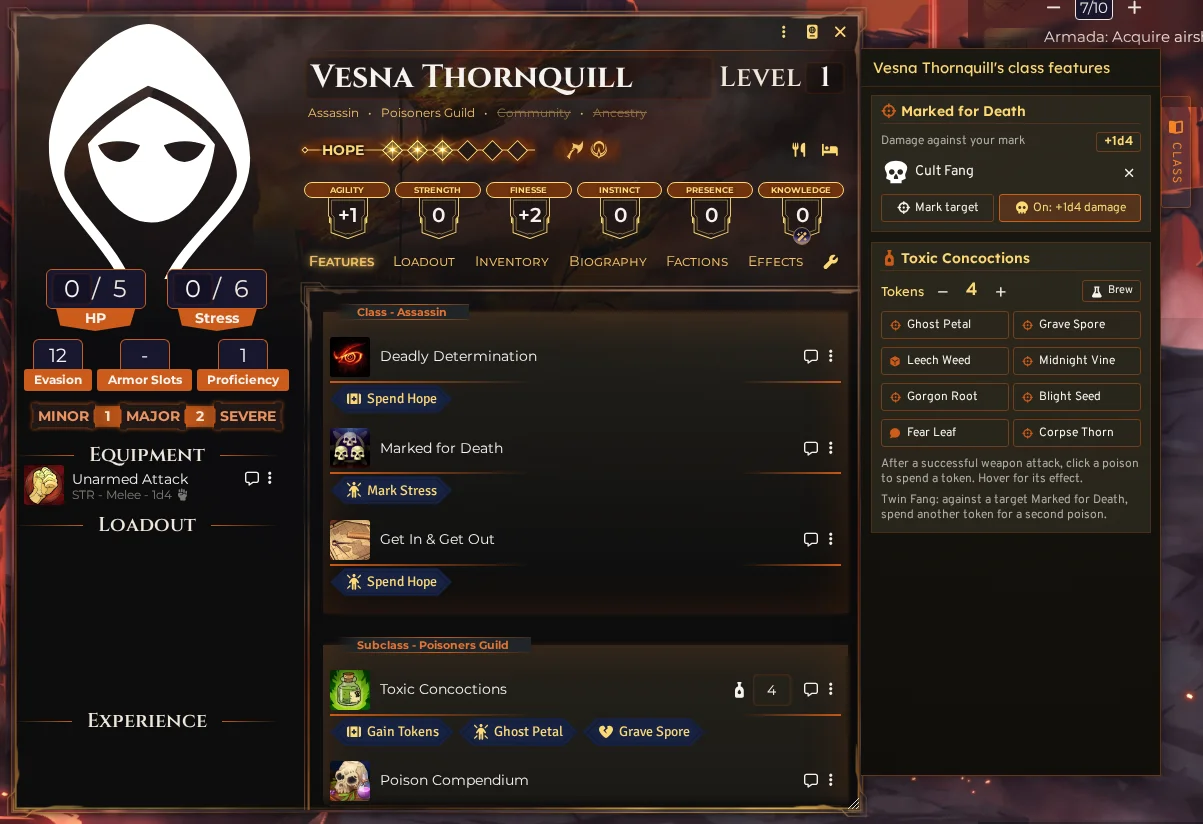 7/10
Armada: Acquire airsh
Vesna Thornquill
Level 1
Assassin · Poisoners Guild · Community · Ancestry
HOPE
AGILITY STRENGTH FINESSE INSTINCT PRESENCE KNOWLEDGE
+1 0 +2 0 0 0
Features Loadout Inventory Biography Factions Effects
0 / 5
HP
0 / 6
Stress
12 - 1
Evasion Armor Slots Proficiency
MINOR 1 MAJOR 2 SEVERE
Equipment
Unarmed Attack
STR - Melee - 1d4
Loadout
Experience
Class - Assassin
Deadly Determination
Spend Hope
Marked for Death
Mark Stress
Get In & Get Out
Spend Hope
Subclass - Poisoners Guild
Toxic Concoctions
4
Gain Tokens Ghost Petal Grave Spore
Poison Compendium
Vesna Thornquill's class features
Marked for Death
Damage against your mark +1d4
Cult Fang
Mark target On: +1d4 damage
Toxic Concoctions
Tokens − 4 + Brew
Ghost Petal Grave Spore
Leech Weed Midnight Vine
Gorgon Root Blight Seed
Fear Leaf Corpse Thorn
After a successful weapon attack, click a poison
to spend a token. Hover for its effect.
Twin Fang: against a target Marked for Death,
spend another token for a second poison.
CLASS